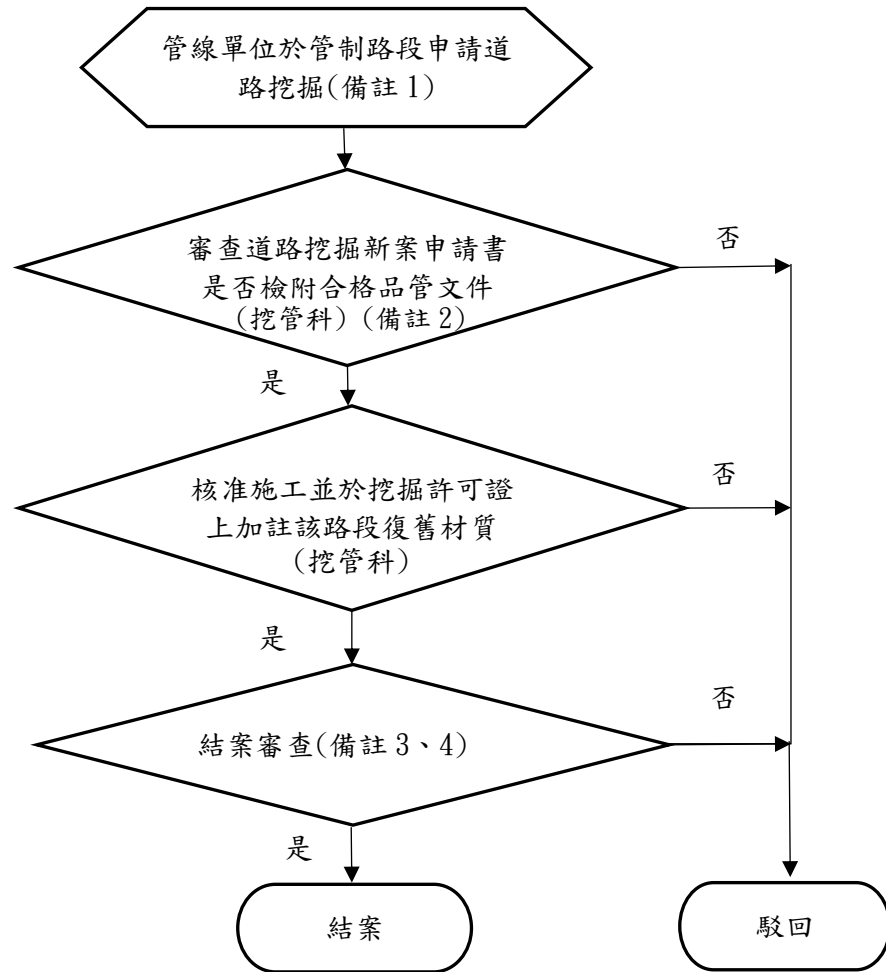 管線單位於管制路段申請道
路挖掘(備註 1)
審查道路挖掘新案申請書
是否檢附合格品管文件
(挖管科) (備註 2)
否
是
核准施工並於挖掘許可證
上加註該路段復舊材質
(挖管科)
否
是
結案審查(備註 3、4)
否
是
結案
駁回